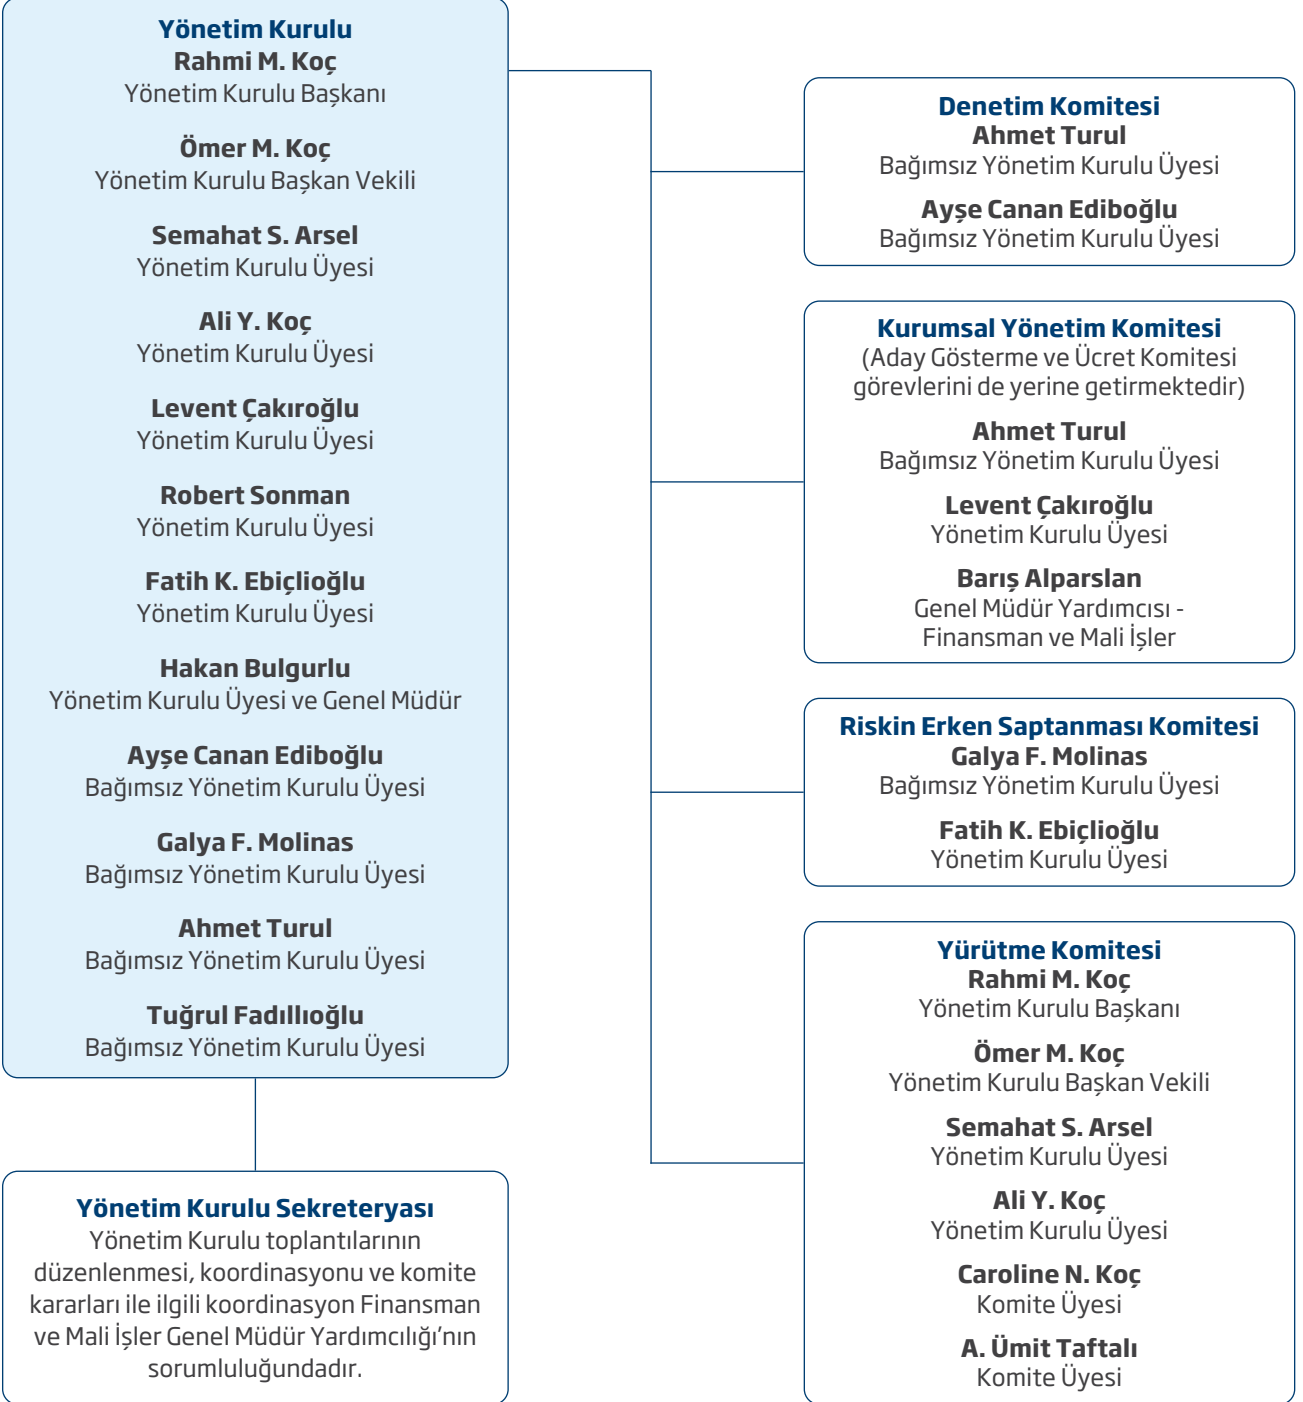 Yönetim Kurulu
Rahmi M. Koç
Yönetim Kurulu Başkanı
Ömer M. Koç
Yönetim Kurulu Başkan Vekili
Semahat S. Arsel
Yönetim Kurulu Üyesi
Ali Y. Koç
Yönetim Kurulu Üyesi
Levent Çakıroğlu
Yönetim Kurulu Üyesi
Robert Sonman
Yönetim Kurulu Üyesi
Fatih K. Ebiçlioğlu
Yönetim Kurulu Üyesi
Hakan Bulgurlu
Yönetim Kurulu Üyesi ve Genel Müdür
Ayşe Canan Ediboğlu
Bağımsız Yönetim Kurulu Üyesi
Galya F. Molinas
Bağımsız Yönetim Kurulu Üyesi
Ahmet Turul
Bağımsız Yönetim Kurulu Üyesi
Tuğrul Fadıllıoğlu
Bağımsız Yönetim Kurulu Üyesi
Yönetim Kurulu Sekreteryası
Yönetim Kurulu toplantılarının
düzenlenmesi, koordinasyonu ve komite
kararları ile ilgili koordinasyon Finansman
ve Mali İşler Genel Müdür Yardımcılığı’nın
sorumluluğundadır.
Denetim Komitesi
Ahmet Turul
Bağımsız Yönetim Kurulu Üyesi
Ayşe Canan Ediboğlu
Bağımsız Yönetim Kurulu Üyesi
Kurumsal Yönetim Komitesi
(Aday Gösterme ve Ücret Komitesi
görevlerini de yerine getirmektedir)
Ahmet Turul
Bağımsız Yönetim Kurulu Üyesi
Levent Çakıroğlu
Yönetim Kurulu Üyesi
Barış Alparslan
Genel Müdür Yardımcısı -
Finansman ve Mali İşler
Riskin Erken Saptanması Komitesi
Galya F. Molinas
Bağımsız Yönetim Kurulu Üyesi
Fatih K. Ebiçlioğlu
Yönetim Kurulu Üyesi
Yürütme Komitesi
Rahmi M. Koç
Yönetim Kurulu Başkanı
Ömer M. Koç
Yönetim Kurulu Başkan Vekili
Semahat S. Arsel
Yönetim Kurulu Üyesi
Ali Y. Koç
Yönetim Kurulu Üyesi
Caroline N. Koç
Komite Üyesi
A. Ümit Taftalı
Komite Üyesi